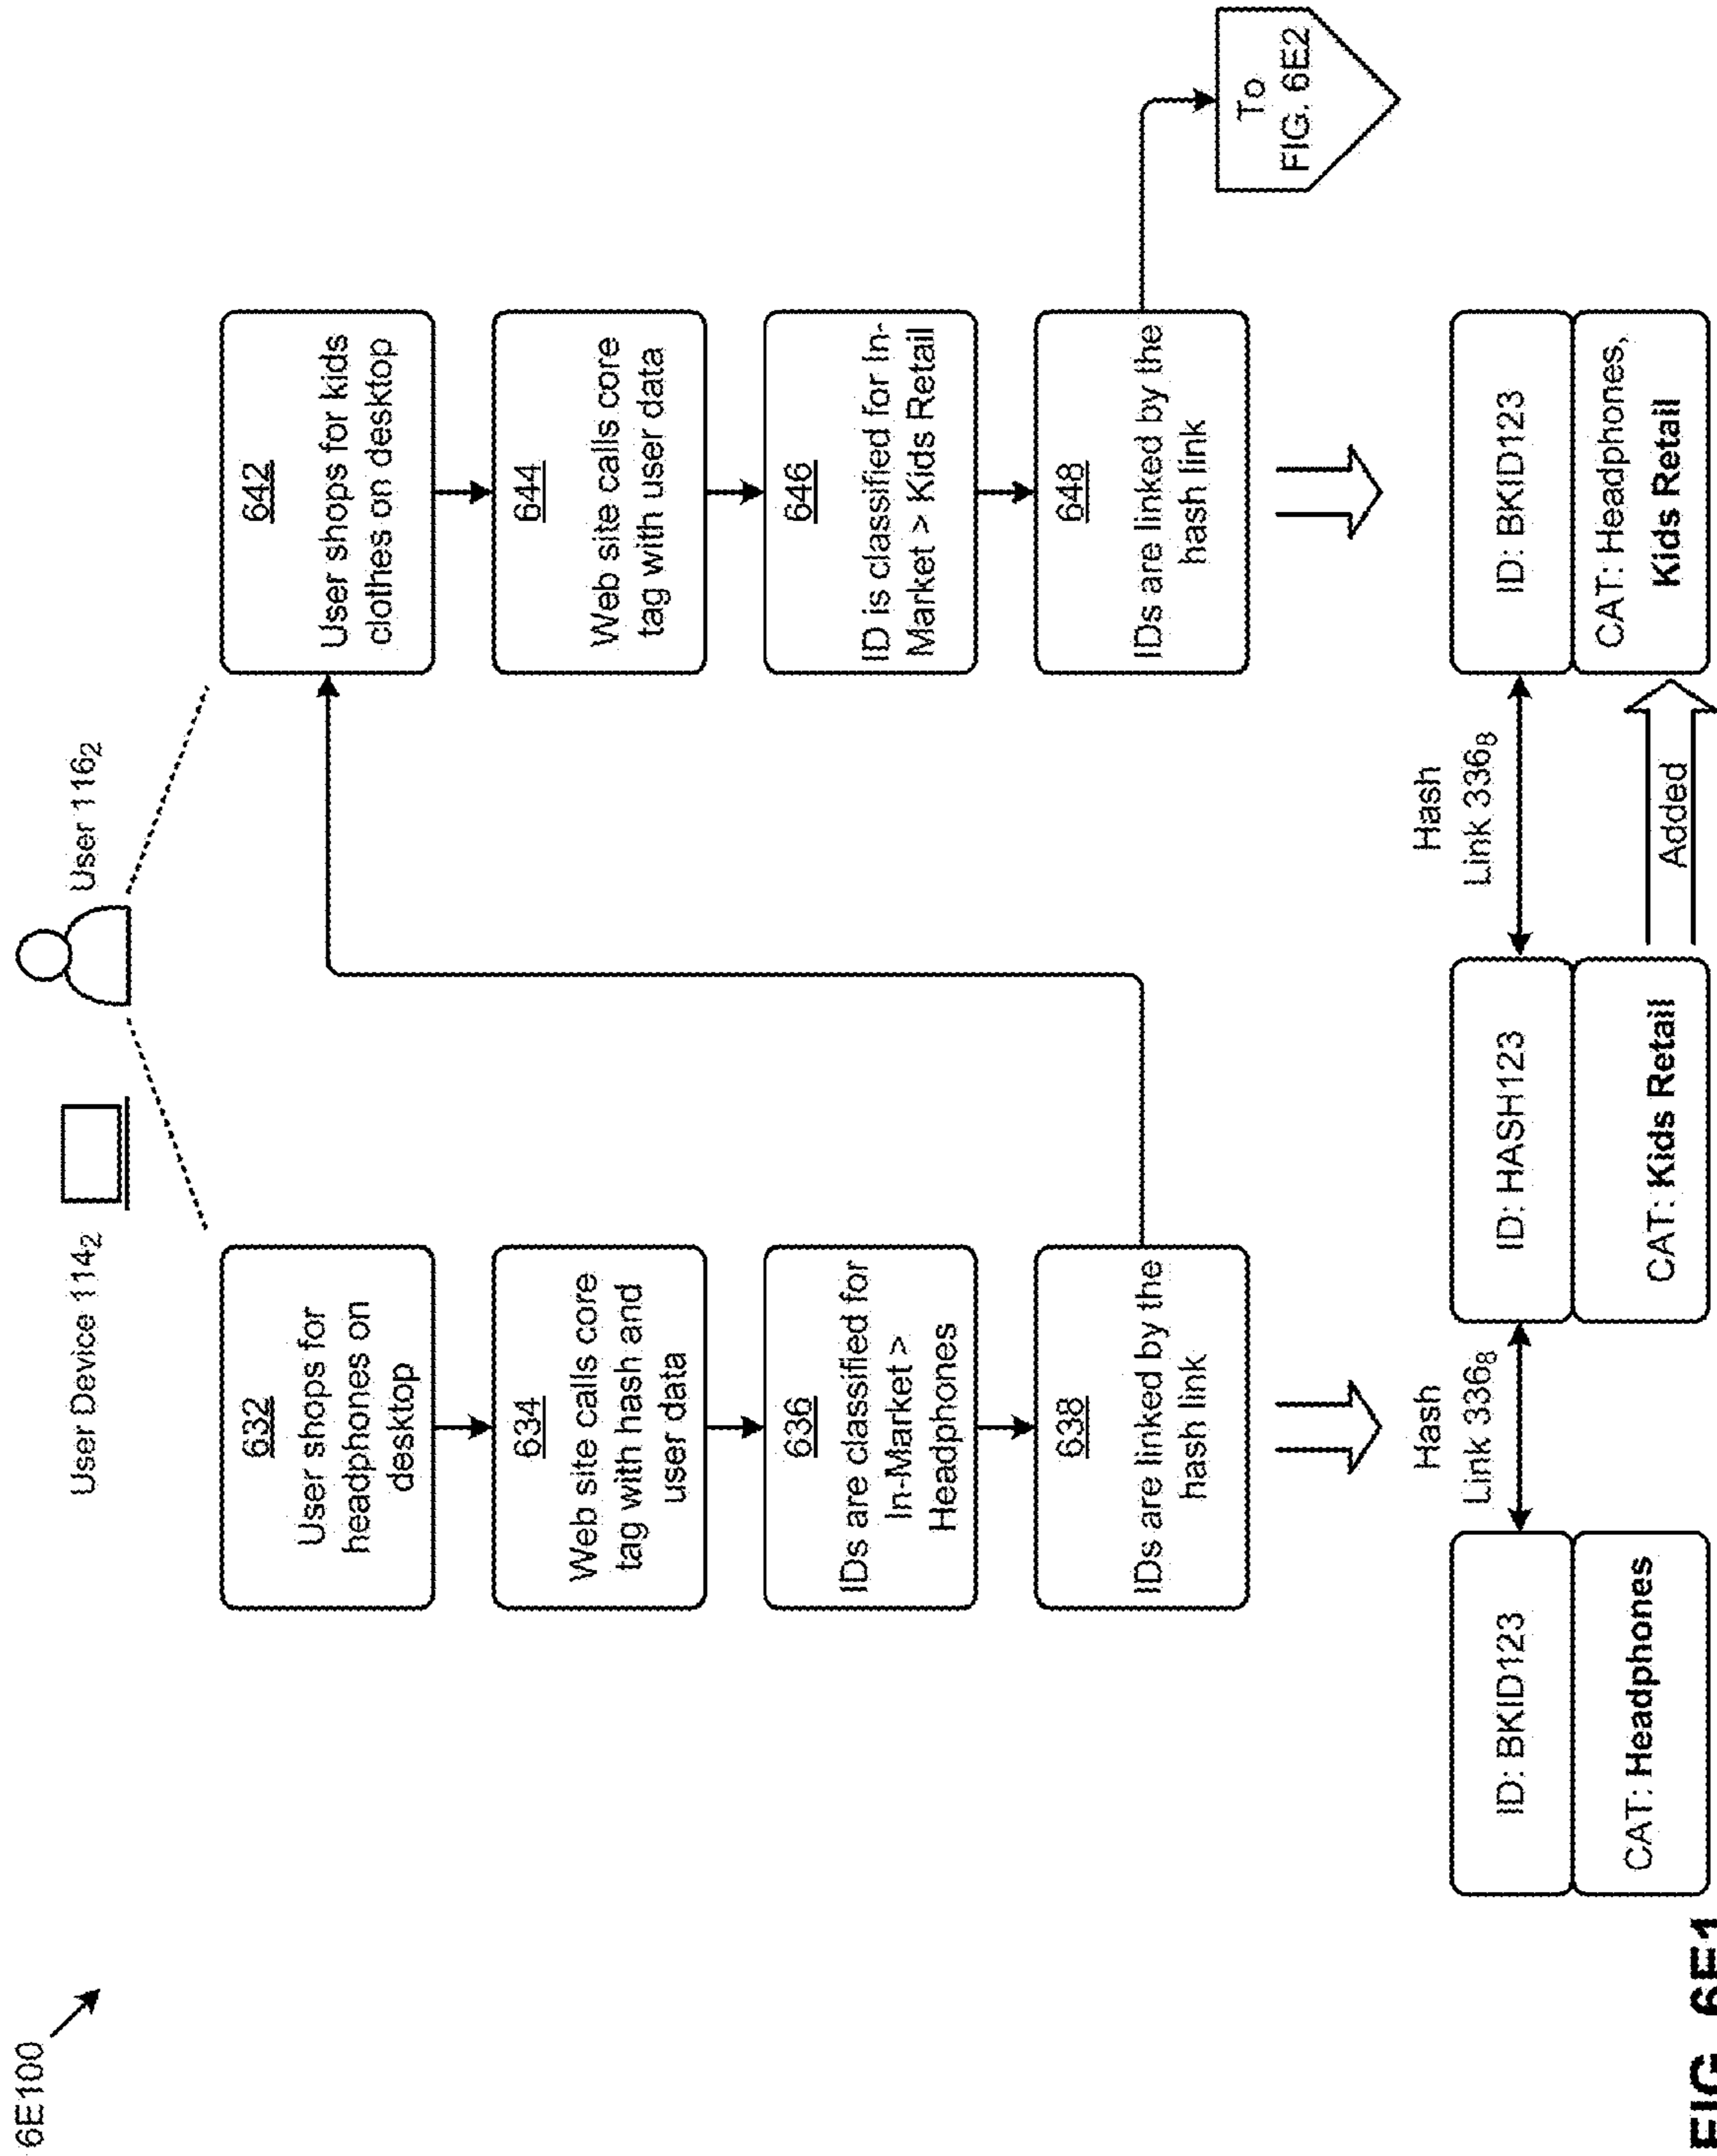 6E100
User Device 114₂
User 116₂
632
User shops for
headphones on
desktop
634
Web site calls core
tag with hash and
user data
636
IDs are classified for
In-Market >
Headphones
638
IDs are linked by the
hash link
642
User shops for kids
clothes on desktop
644
Web site calls core
tag with user data
646
ID is classified for In-
Market > Kids Retail
648
IDs are linked by the
hash link
To
FIG. 6E2
ID: BKID123
CAT: Headphones
Hash
Link 336₈
ID: HASH123
CAT: Kids Retail
Hash
Link 336₈
Added
ID: BKID123
CAT: Headphones,
Kids Retail
FIG. 6E1